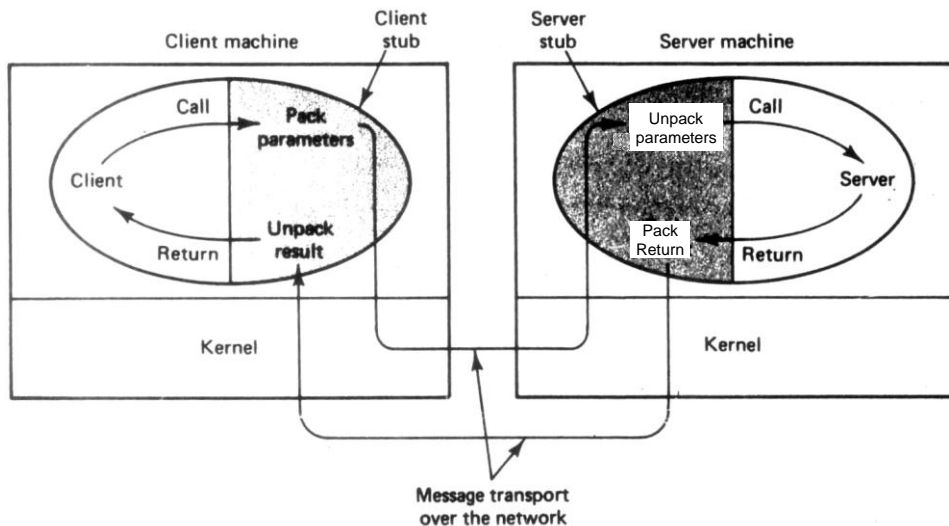 Client machine
Client
stub
Server
stub
Server machine
Call
Pack
parameters
Client
Unpack
result
Return
Kernel
Unpack
parameters
Call
Server
Pack
Return
Return
Kernel
Message transport
over the network